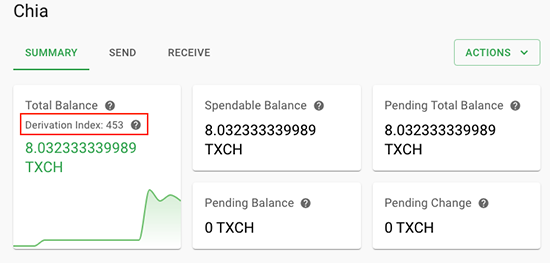 Chia
SUMMARY SEND RECEIVE ACTIONS
Total Balance ?
Derivation Index: 453 ?
8.032333339989
TXCH
Spendable Balance ?
8.032333339989
TXCH
Pending Total Balance ?
8.032333339989
TXCH
Pending Balance ?
0 TXCH
Pending Change ?
0 TXCH